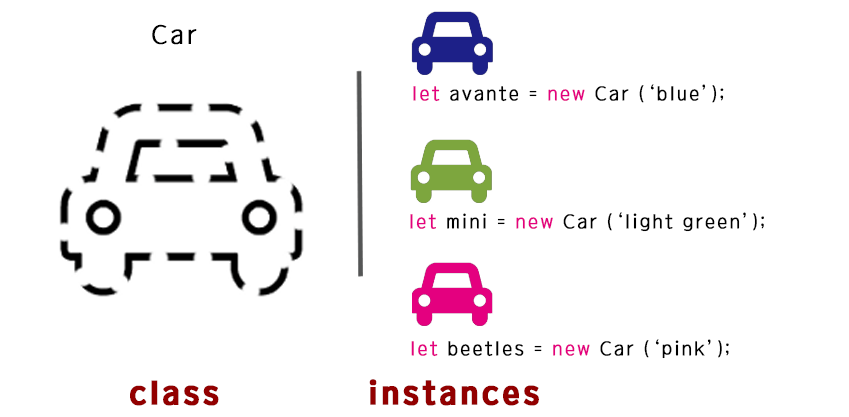 Car
let avante = new Car (‘blue’);
let mini = new Car (‘light green’);
let beetles = new Car (‘pink’);
class
instances